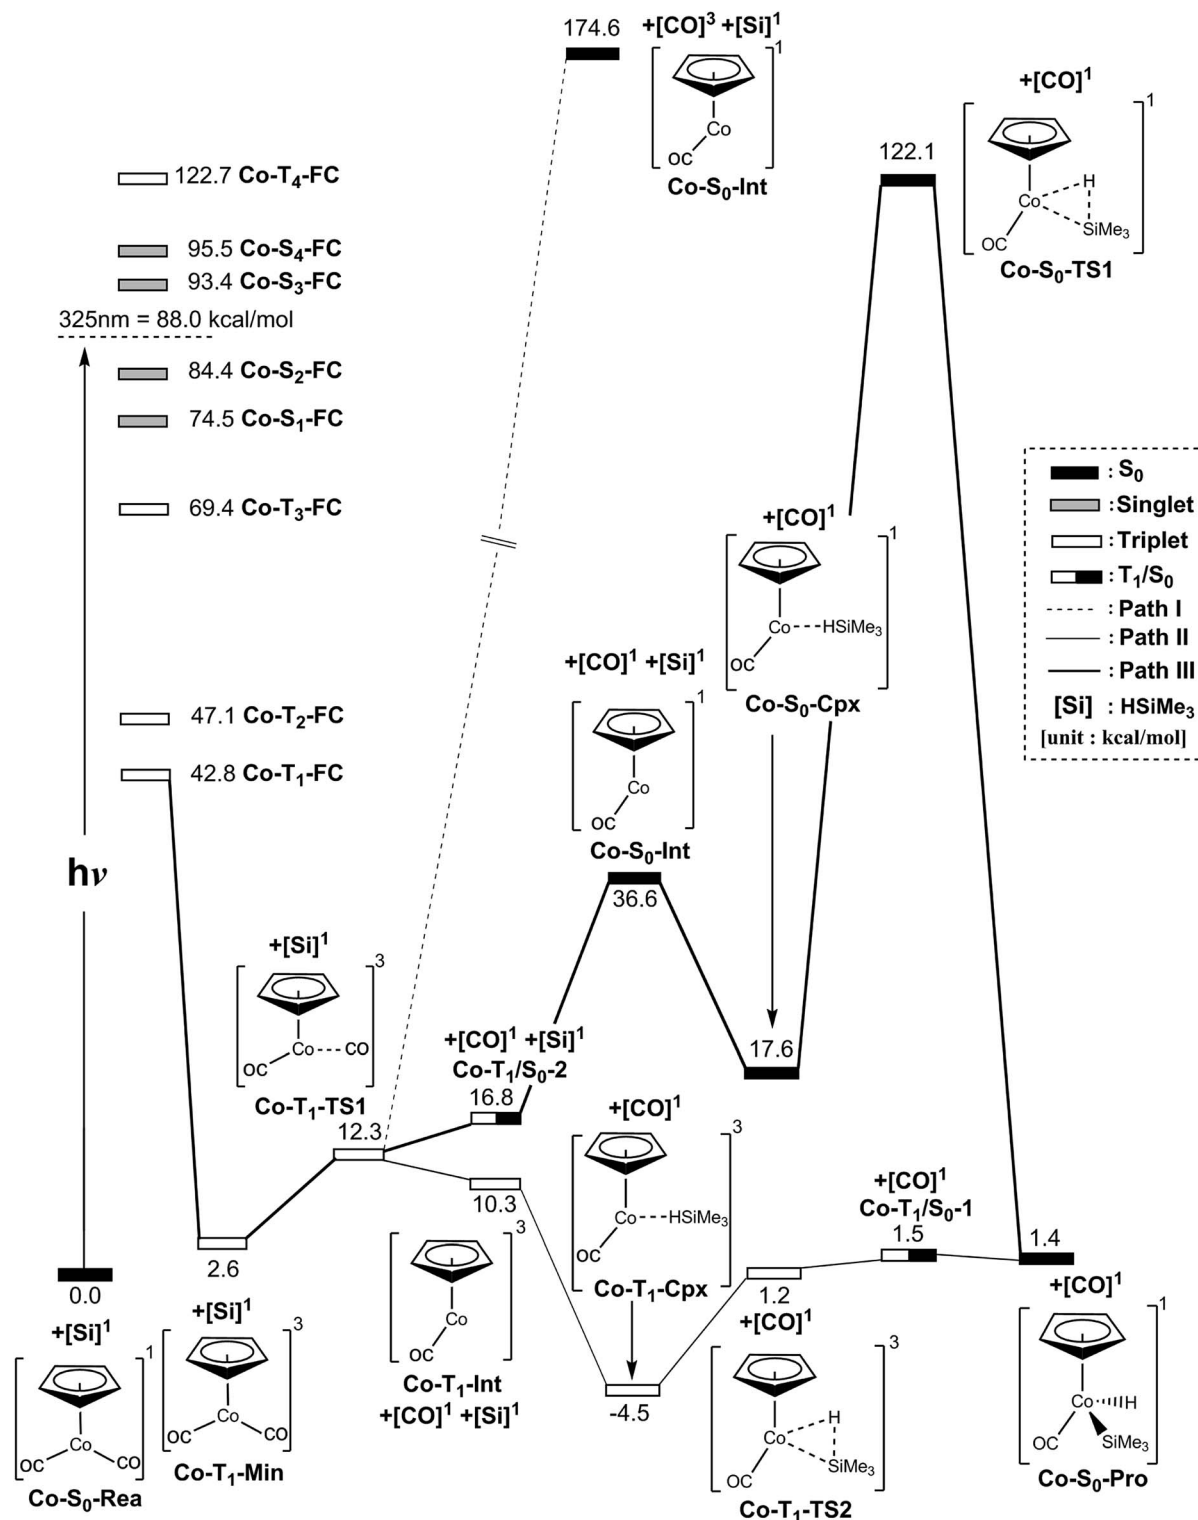 174.6
+[CO]³ +[Si]¹
1
Co
OC
Co-S₀-Int
+[CO]¹
1
122.1
H
Co
SiMe₃
OC
Co-S₀-TS1
122.7 Co-T₄-FC
95.5 Co-S₄-FC
93.4 Co-S₃-FC
325nm = 88.0 kcal/mol
84.4 Co-S₂-FC
74.5 Co-S₁-FC
69.4 Co-T₃-FC
: S₀
: Singlet
: Triplet
: T₁/S₀
: Path I
: Path II
: Path III
[Si] : HSiMe₃
[unit : kcal/mol]
+[CO]¹
1
Co
HSiMe₃
OC
Co-S₀-Cpx
+[CO]¹ +[Si]¹
1
Co
OC
Co-S₀-Int
36.6
47.1 Co-T₂-FC
42.8 Co-T₁-FC
hν
+[Si]¹
3
OC
Co
CO
Co-T₁-TS1
12.3
+[CO]¹ +[Si]¹
Co-T₁/S₀-2
16.8
17.6
2.6
0.0
10.3
3
Co
OC
Co-T₁-Int
+[CO]¹ +[Si]¹
+[CO]¹
3
Co
HSiMe₃
OC
Co-T₁-Cpx
-4.5
1.2
+[CO]¹
3
H
Co
SiMe₃
OC
Co-T₁-TS2
+[CO]¹
Co-T₁/S₀-1
1.5
1.4
+[CO]¹
1
Co
H
OC
SiMe₃
Co-S₀-Pro
+[Si]¹
1
Co
OC
CO
Co-S₀-Rea
+[Si]¹
3
Co
OC
CO
Co-T₁-Min